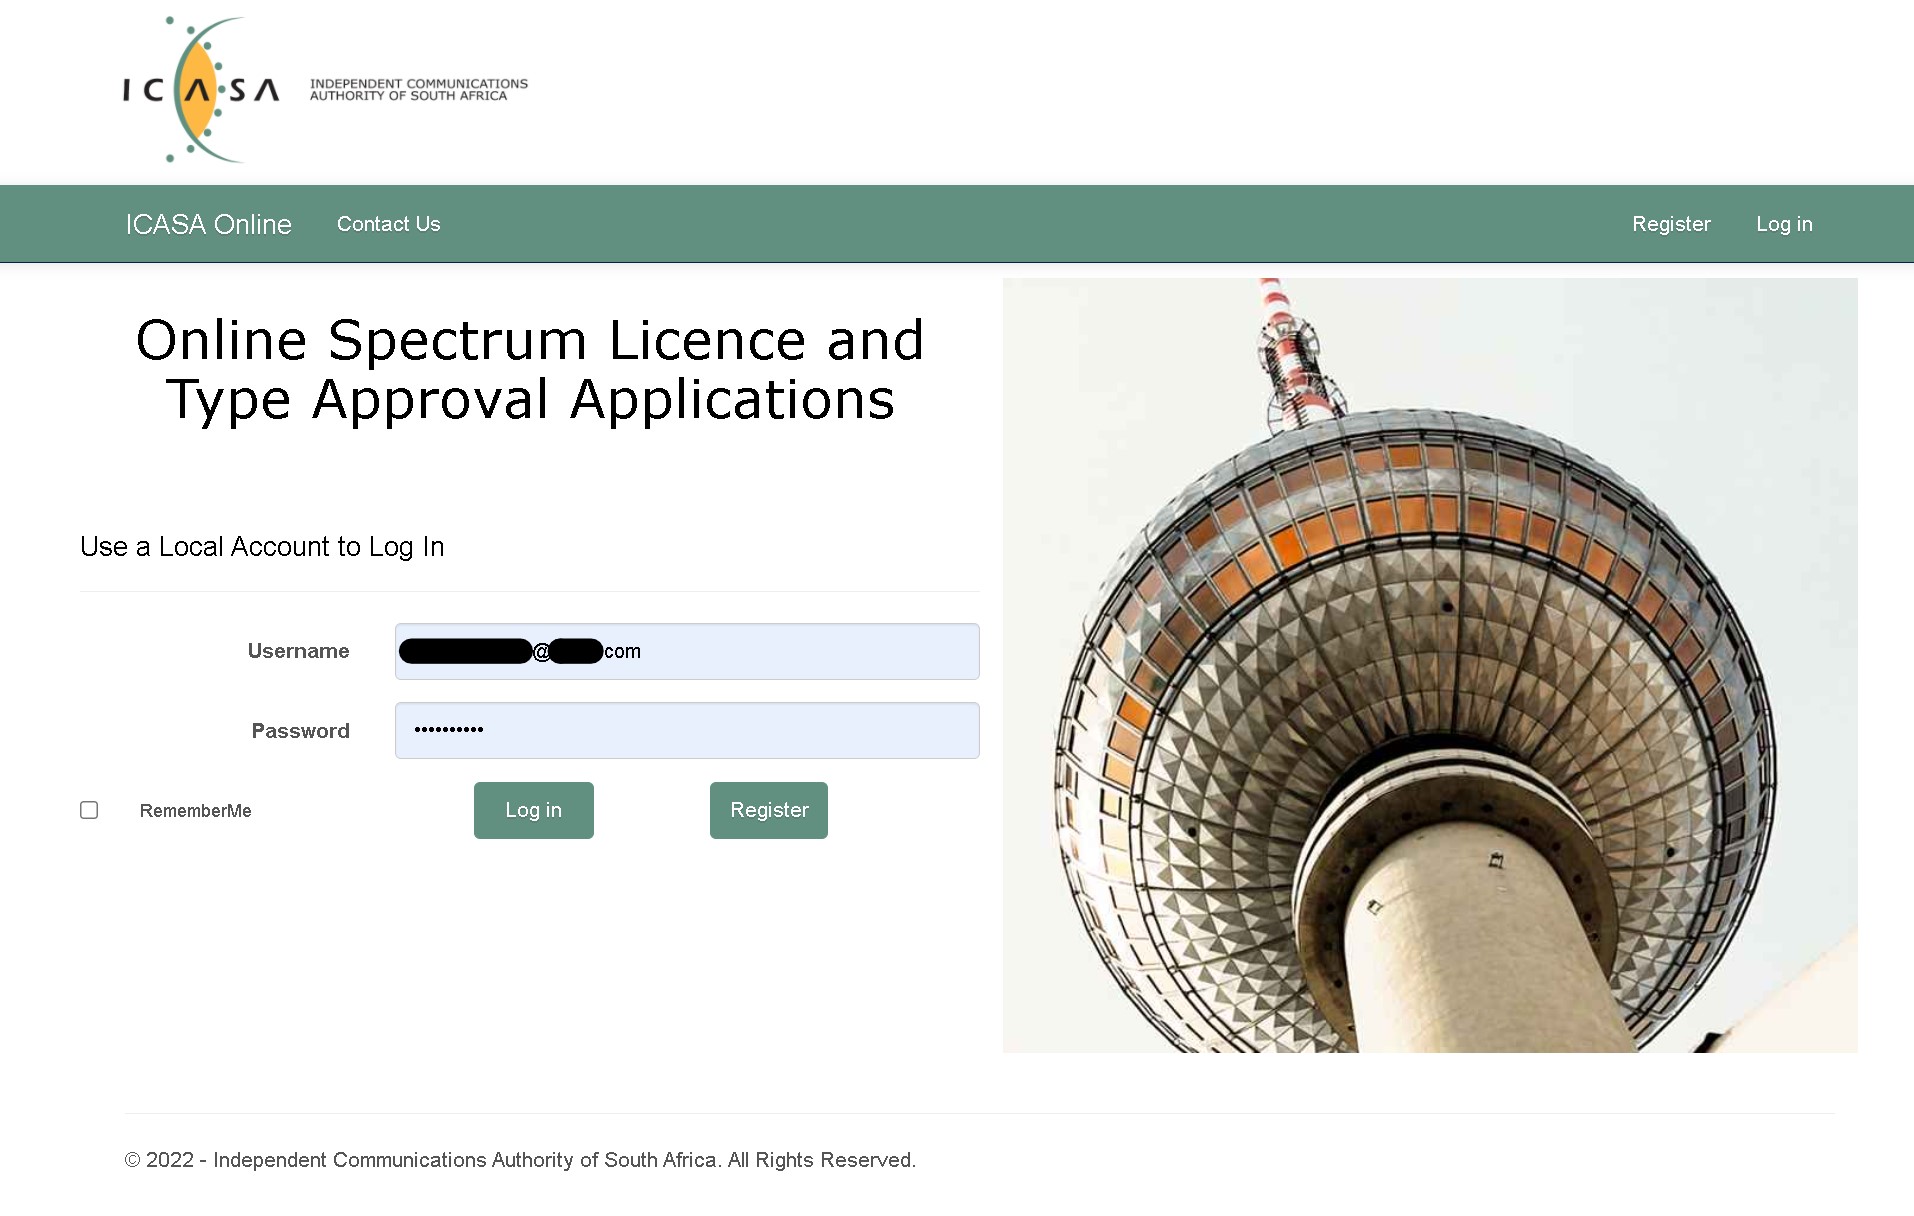 ICASA
INDEPENDENT COMMUNICATIONS
AUTHORITY OF SOUTH AFRICA
ICASA Online
Contact Us
Register
Log in
Online Spectrum Licence and
Type Approval Applications
Use a Local Account to Log In
Username
@
com
Password
••••••••••
RememberMe
Log in
Register
© 2022 - Independent Communications Authority of South Africa. All Rights Reserved.